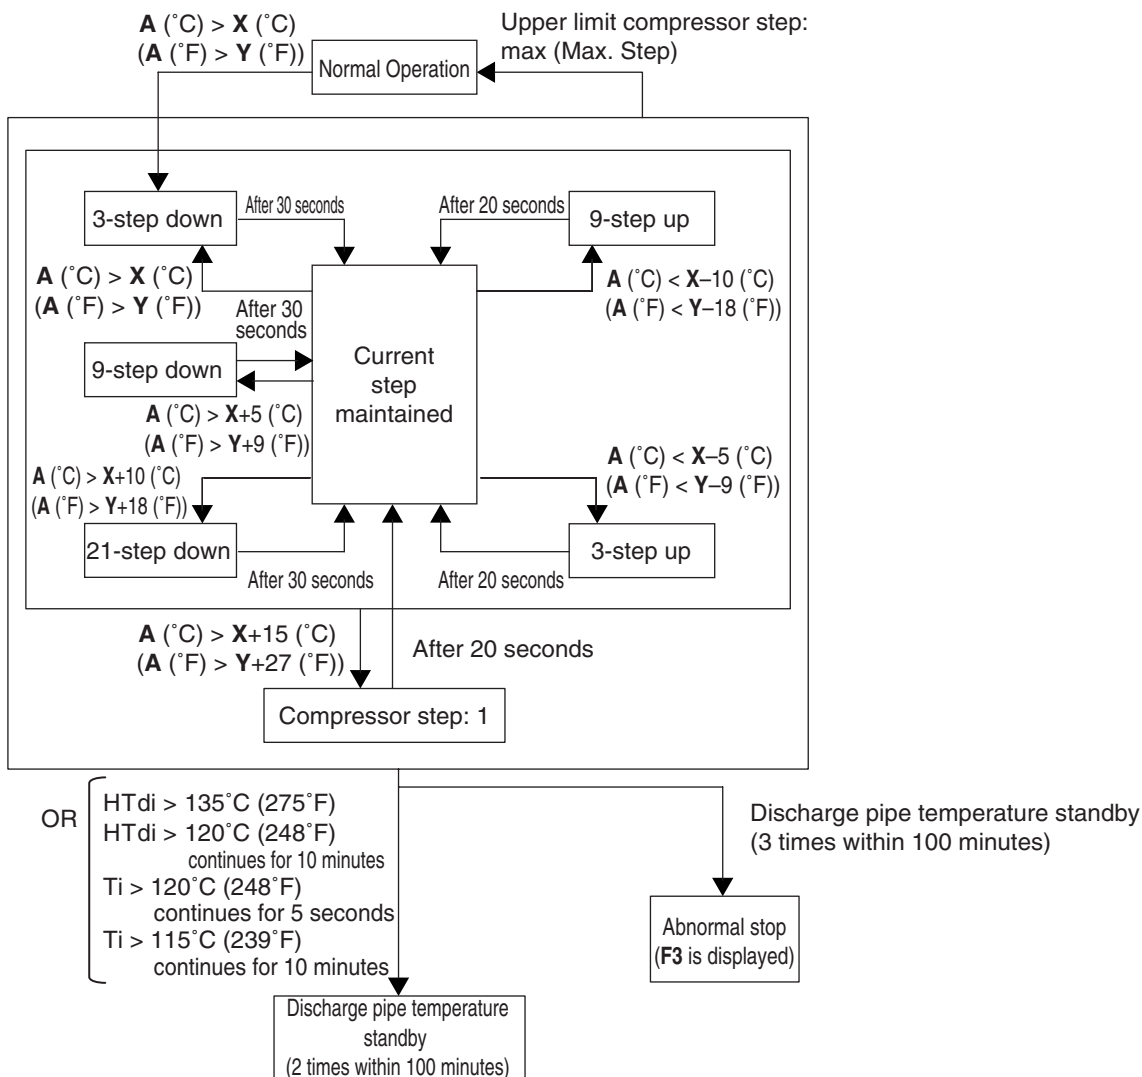 A (°C) > X (°C)
(A (°F) > Y (°F))
Normal Operation
Upper limit compressor step:
max (Max. Step)
3-step down
After 30 seconds
After 20 seconds
9-step up
A (°C) > X (°C)
(A (°F) > Y (°F))
A (°C) < X–10 (°C)
(A (°F) < Y–18 (°F))
After 30
seconds
9-step down
Current
step
maintained
A (°C) > X+5 (°C)
(A (°F) > Y+9 (°F))
A (°C) > X+10 (°C)
(A (°F) > Y+18 (°F))
A (°C) < X–5 (°C)
(A (°F) < Y–9 (°F))
21-step down
After 30 seconds
After 20 seconds
3-step up
A (°C) > X+15 (°C)
(A (°F) > Y+27 (°F))
After 20 seconds
Compressor step: 1
OR
HTdi > 135°C (275°F)
HTdi > 120°C (248°F)
continues for 10 minutes
Ti > 120°C (248°F)
continues for 5 seconds
Ti > 115°C (239°F)
continues for 10 minutes
Discharge pipe temperature standby
(3 times within 100 minutes)
Abnormal stop
(F3 is displayed)
Discharge pipe temperature
standby
(2 times within 100 minutes)